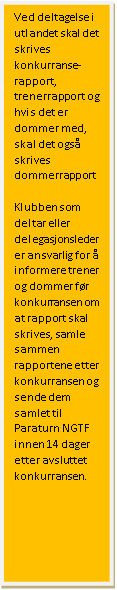 Ved deltagelse i
utlandet skal det
skrives
konkurranse-
rapport,
trenerrapport og
hvis det er
dommer med,
skal det også
skrives
dommerrapport

Klubben som
deltar eller
delegasjonsleder
er ansvarlig for å
informere trener
og dommer før
konkurransen om
at rapport skal
skrives, samle
sammen
rapportene etter
konkurransen og
sende dem
samlet til
Paraturn NGTF
innen 14 dager
etter avsluttet
konkurransen.